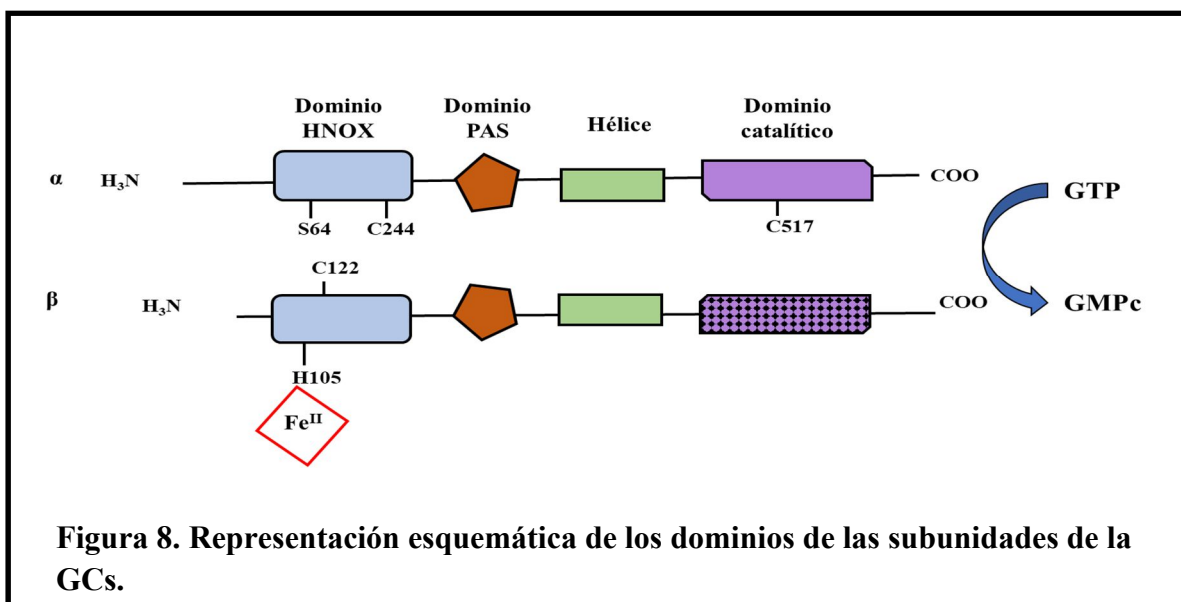 Dominio
HNOX
Dominio
PAS
Hélice
Dominio
catalítico
α
H₃N
COO
GTP
S64
C244
C517
C122
β
H₃N
COO
GMPc
H105
Feᴵᴵ
Figura 8. Representación esquemática de los dominios de las subunidades de la
GCs.